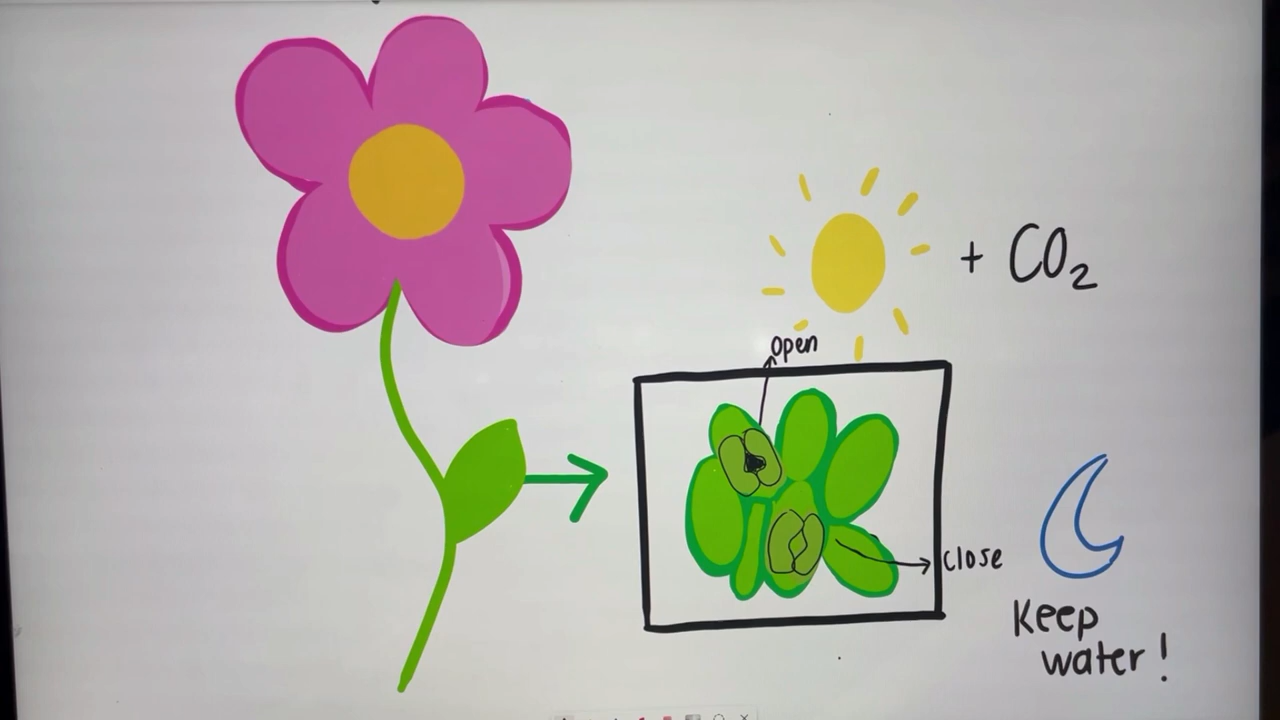 + CO₂
open
close
Keep
water!